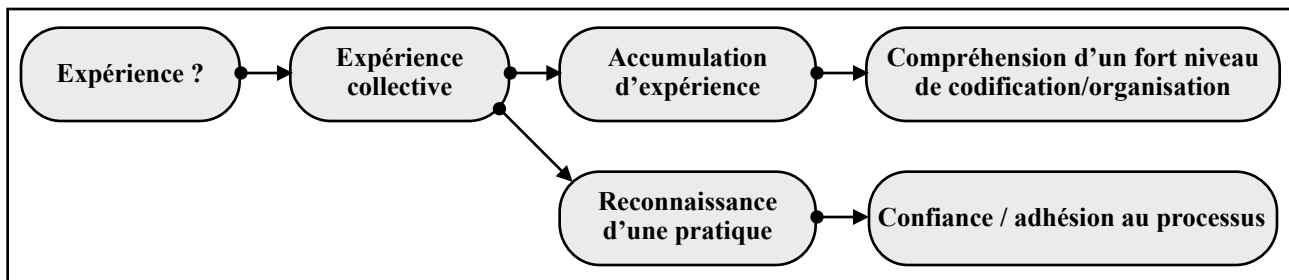 Expérience ?
Expérience
collective
Accumulation
d’expérience
Compréhension d’un fort niveau
de codification/organisation
Reconnaissance
d’une pratique
Confiance / adhésion au processus